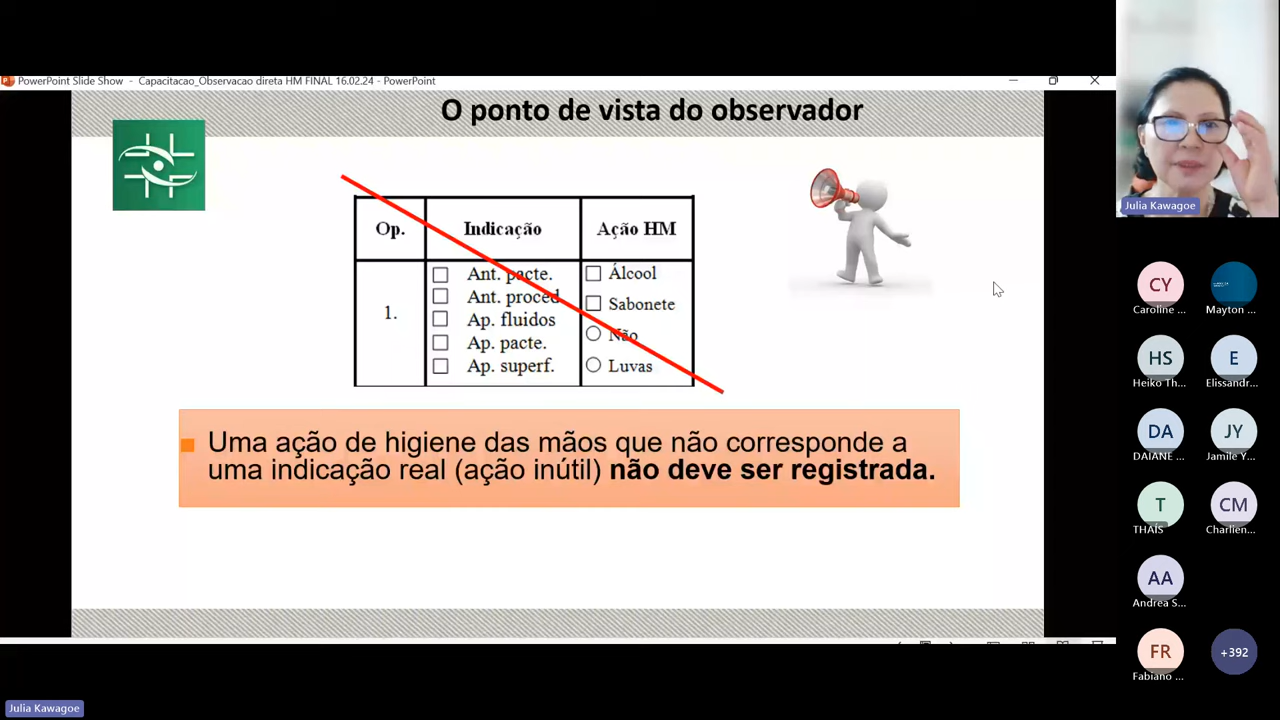 PowerPoint Slide Show - Capacitacao_Observacao direta HM FINAL 16.02.24 - PowerPoint
O ponto de vista do observador
Op. Indicação Ação HM
1.
Ant. pacte.
Ant. proced
Ap. fluidos
Ap. pacte.
Ap. superf.
Álcool
Sabonete
Não
Luvas
Uma ação de higiene das mãos que não corresponde a
uma indicação real (ação inútil) não deve ser registrada.
Julia Kawagoe
CY
Caroline ...
Mayton ...
HS
Heiko Th...
E
Elissandr...
DA
DAIANE ...
JY
Jamile Y...
T
THAÍS
CM
Charlien...
AA
Andrea S...
FR
Fabiano ...
+392
Julia Kawagoe